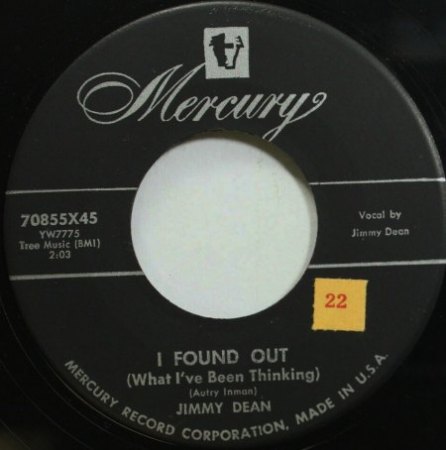 Mercury
70855X45
YW7775
Tree Music (BMI)
2:03
Vocal by
Jimmy Dean
22
I FOUND OUT
(What I've Been Thinking)
(Autry Inman)
JIMMY DEAN
MERCURY RECORD CORPORATION, MADE IN U.S.A.